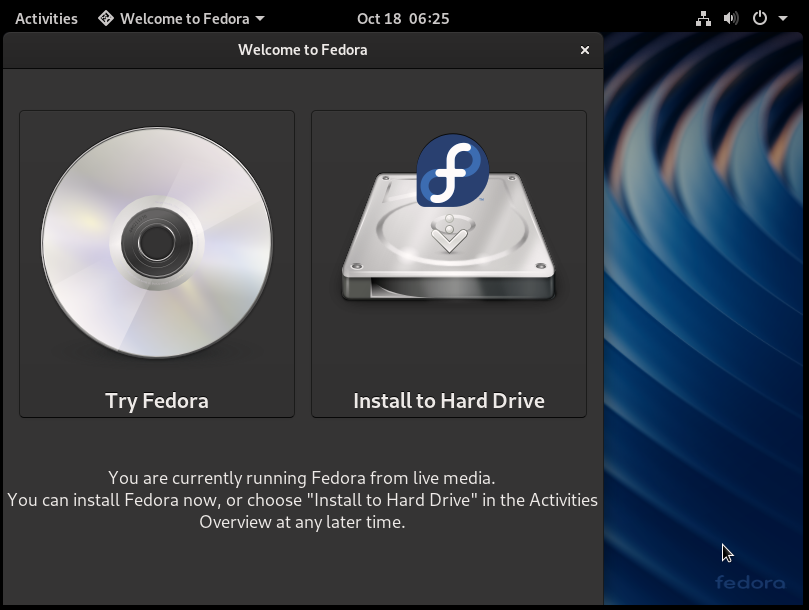 Activities Welcome to Fedora Oct 18 06:25
Welcome to Fedora
Try Fedora Install to Hard Drive
You are currently running Fedora from live media.
You can install Fedora now, or choose "Install to Hard Drive" in the Activities
Overview at any later time.
fedora